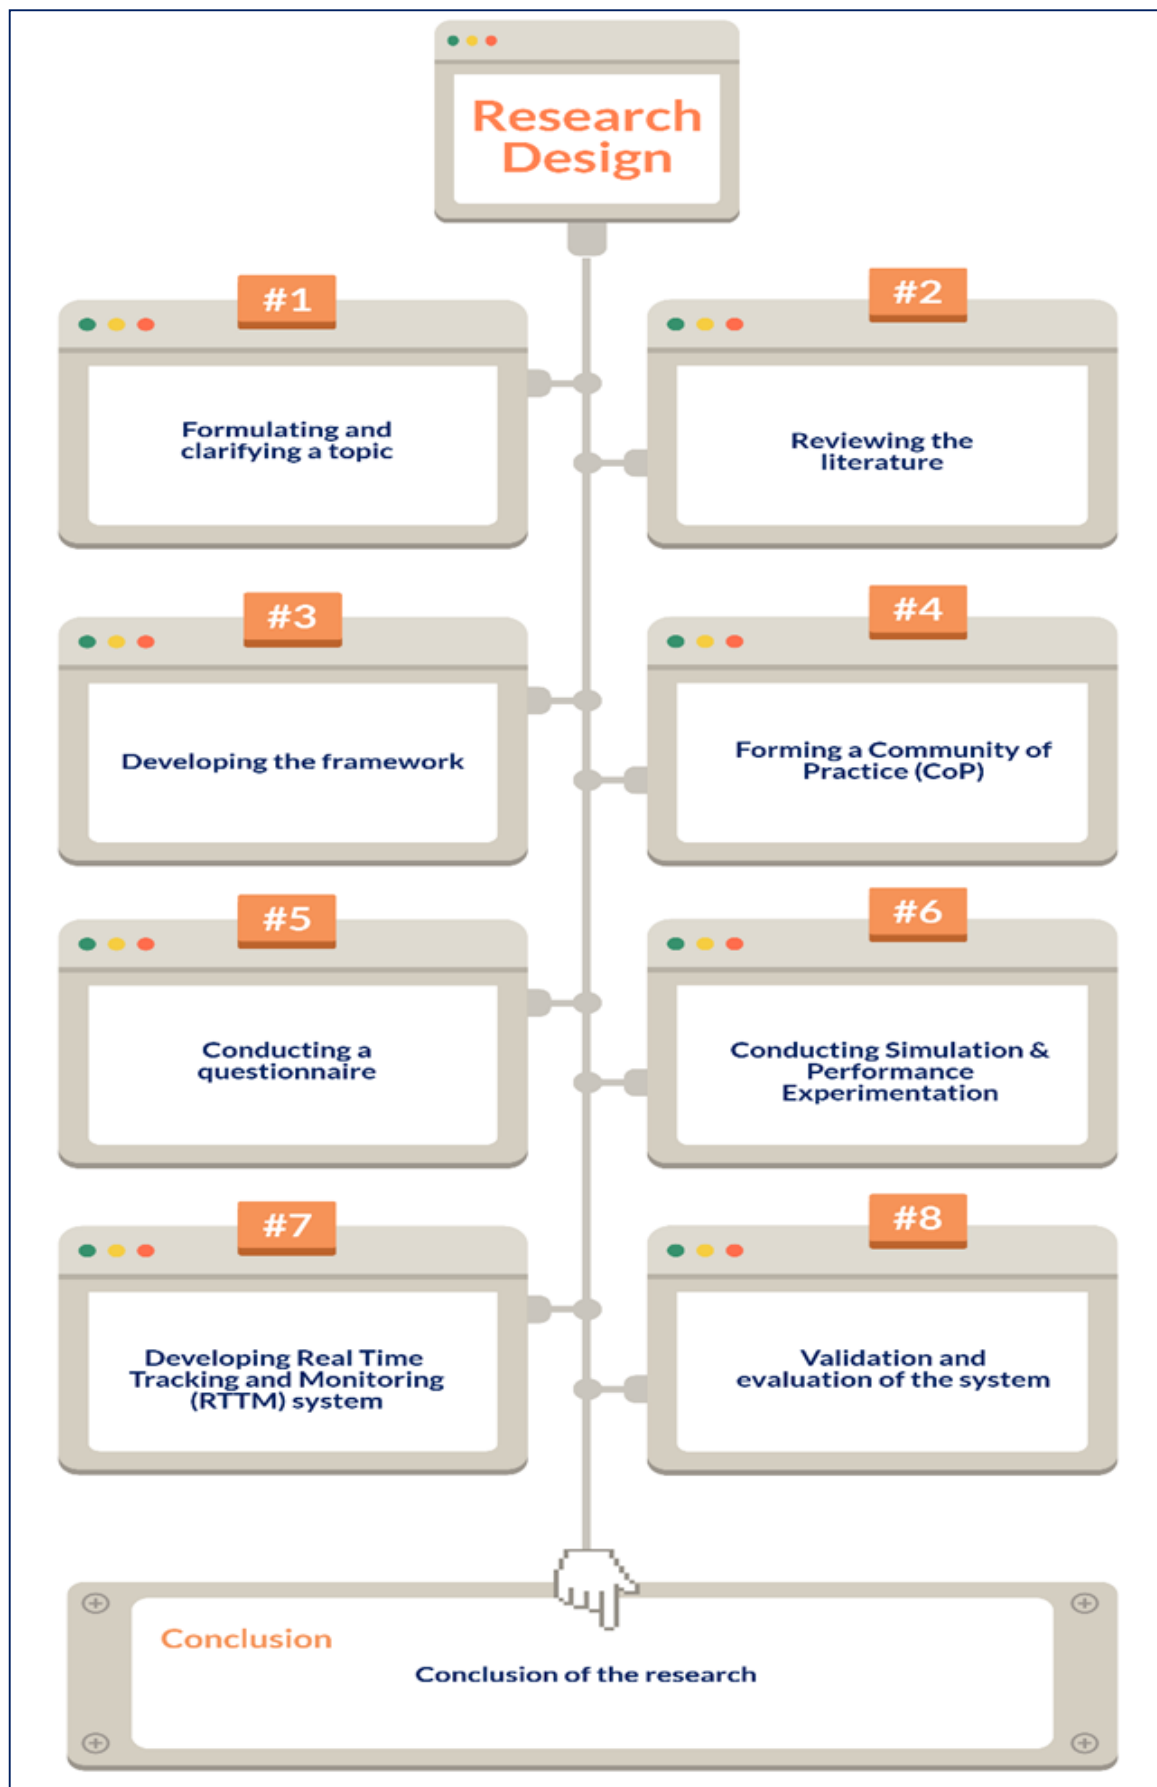 Research
Design
#1
Formulating and
clarifying a topic
#2
Reviewing the
literature
#3
Developing the framework
#4
Forming a Community of
Practice (CoP)
#5
Conducting a
questionnaire
#6
Conducting Simulation &
Performance
Experimentation
#7
Developing Real Time
Tracking and Monitoring
(RTTM) system
#8
Validation and
evaluation of the system
Conclusion
Conclusion of the research